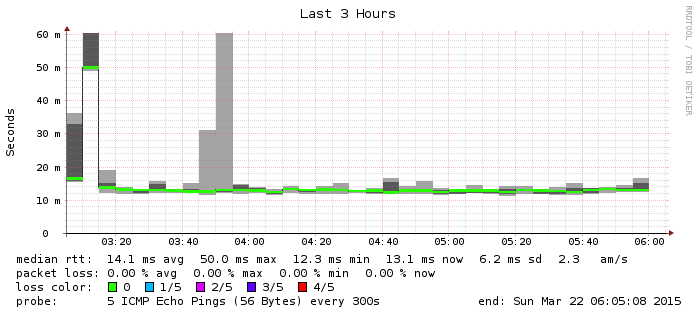 Last 3 Hours
RRDTOOL / TOBI OETIKER
Seconds
60 m
50 m
40 m
30 m
20 m
10 m
0
03:20 03:40 04:00 04:20 04:40 05:00 05:20 05:40 06:00
median rtt: 14.1 ms avg 50.0 ms max 12.3 ms min 13.1 ms now 6.2 ms sd 2.3 am/s
packet loss: 0.00 % avg 0.00 % max 0.00 % min 0.00 % now
loss color: 0 1/5 2/5 3/5 4/5
probe: 5 ICMP Echo Pings (56 Bytes) every 300s end: Sun Mar 22 06:05:08 2015